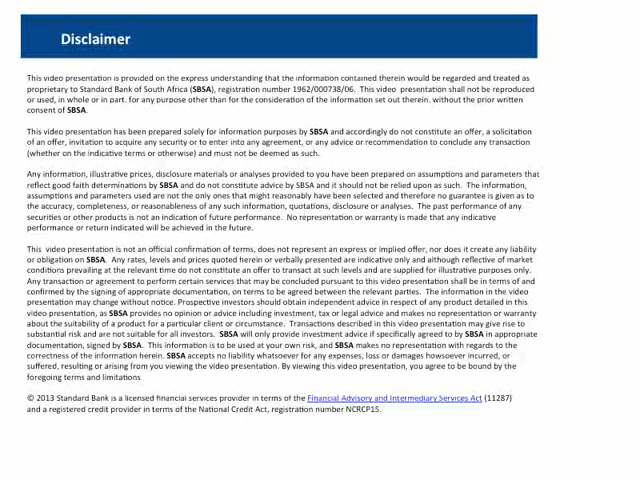 Disclaimer
This video presentation is provided on the express understanding that the information contained therein would be regarded and treated as
proprietary to Standard Bank of South Africa (SBSA), registration number 1962/000738/06. This video presentation shall not be reproduced
or used, in whole or in part. for any purpose other than for the consideration of the information set out therein. without the prior written
consent of SBSA.
This video presentation has been prepared solely for information purposes by SBSA and accordingly do not constitute an offer, a solicitation
of an offer, invitation to acquire any security or to enter into any agreement, or any advice or recommendation to conclude any transaction
(whether on the indicative terms or otherwise) and must not be deemed as such.
Any information, illustrative prices, disclosure materials or analyses provided to you have been prepared on assumptions and parameters that
reflect good faith determinations by SBSA and do not constitute advice by SBSA and it should not be relied upon as such. The information,
assumptions and parameters used are not the only ones that might reasonably have been selected and therefore no guarantee is given as to
the accuracy, completeness, or reasonableness of any such information, quotations, disclosure or analyses. The past performance of any
securities or other products is not an indication of future performance. No representation or warranty is made that any indicative
performance or return indicated will be achieved in the future.
This video presentation is not an official confirmation of terms, does not represent an express or implied offer, nor does it create any liability
or obligation on SBSA. Any rates, levels and prices quoted herein or verbally presented are indicative only and although reflective of market
conditions prevailing at the relevant time do not constitute an offer to transact at such levels and are supplied for illustrative purposes only.
Any transaction or agreement to perform certain services that may be concluded pursuant to this video presentation shall be in terms of and
confirmed by the signing of appropriate documentation, on terms to be agreed between the relevant parties. The information in the video
presentation may change without notice. Prospective investors should obtain independent advice in respect of any product detailed in this
video presentation, as SBSA provides no opinion or advice including investment, tax or legal advice and makes no representation or warranty
about the suitability of a product for a particular client or circumstance. Transactions described in this video presentation may give rise to
substantial risk and are not suitable for all investors. SBSA will only provide investment advice if specifically agreed to by SBSA in appropriate
documentation, signed by SBSA. This information is to be used at your own risk, and SBSA makes no representation with regards to the
correctness of the information herein. SBSA accepts no liability whatsoever for any expenses, loss or damages howsoever incurred, or
suffered, resulting or arising from you viewing the video presentation. By viewing this video presentation, you agree to be bound by the
foregoing terms and limitations
© 2013 Standard Bank is a licensed financial services provider in terms of the Financial Advisory and Intermediary Services Act (11287)
and a registered credit provider in terms of the National Credit Act, registration number NCRCP15.